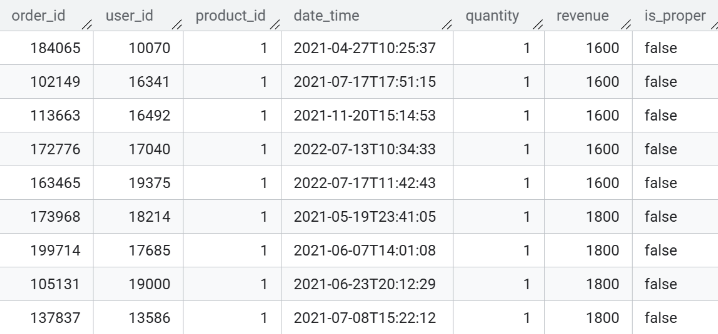 order_id user_id product_id date_time quantity revenue is_proper
184065 10070 1 2021-04-27T10:25:37 1 1600 false
102149 16341 1 2021-07-17T17:51:15 1 1600 false
113663 16492 1 2021-11-20T15:14:53 1 1600 false
172776 17040 1 2022-07-13T10:34:33 1 1600 false
163465 19375 1 2022-07-17T11:42:43 1 1600 false
173968 18214 1 2021-05-19T23:41:05 1 1800 false
199714 17685 1 2021-06-07T14:01:08 1 1800 false
105131 19000 1 2021-06-23T20:12:29 1 1800 false
137837 13586 1 2021-07-08T15:22:12 1 1800 false